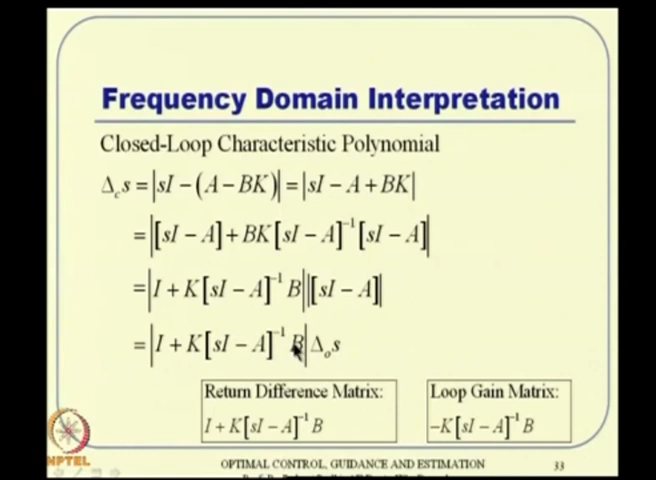 Frequency Domain Interpretation
Closed-Loop Characteristic Polynomial
Δ_c s = |sI − (A − BK)| = |sI − A + BK|
= |[sI − A] + BK[sI − A]⁻¹[sI − A]|
= |I + K[sI − A]⁻¹ B||[sI − A]|
= |I + K[sI − A]⁻¹ B| Δ_o s
Return Difference Matrix:
I + K[sI − A]⁻¹ B
Loop Gain Matrix:
−K[sI − A]⁻¹ B
NPTEL
OPTIMAL CONTROL, GUIDANCE AND ESTIMATION
33